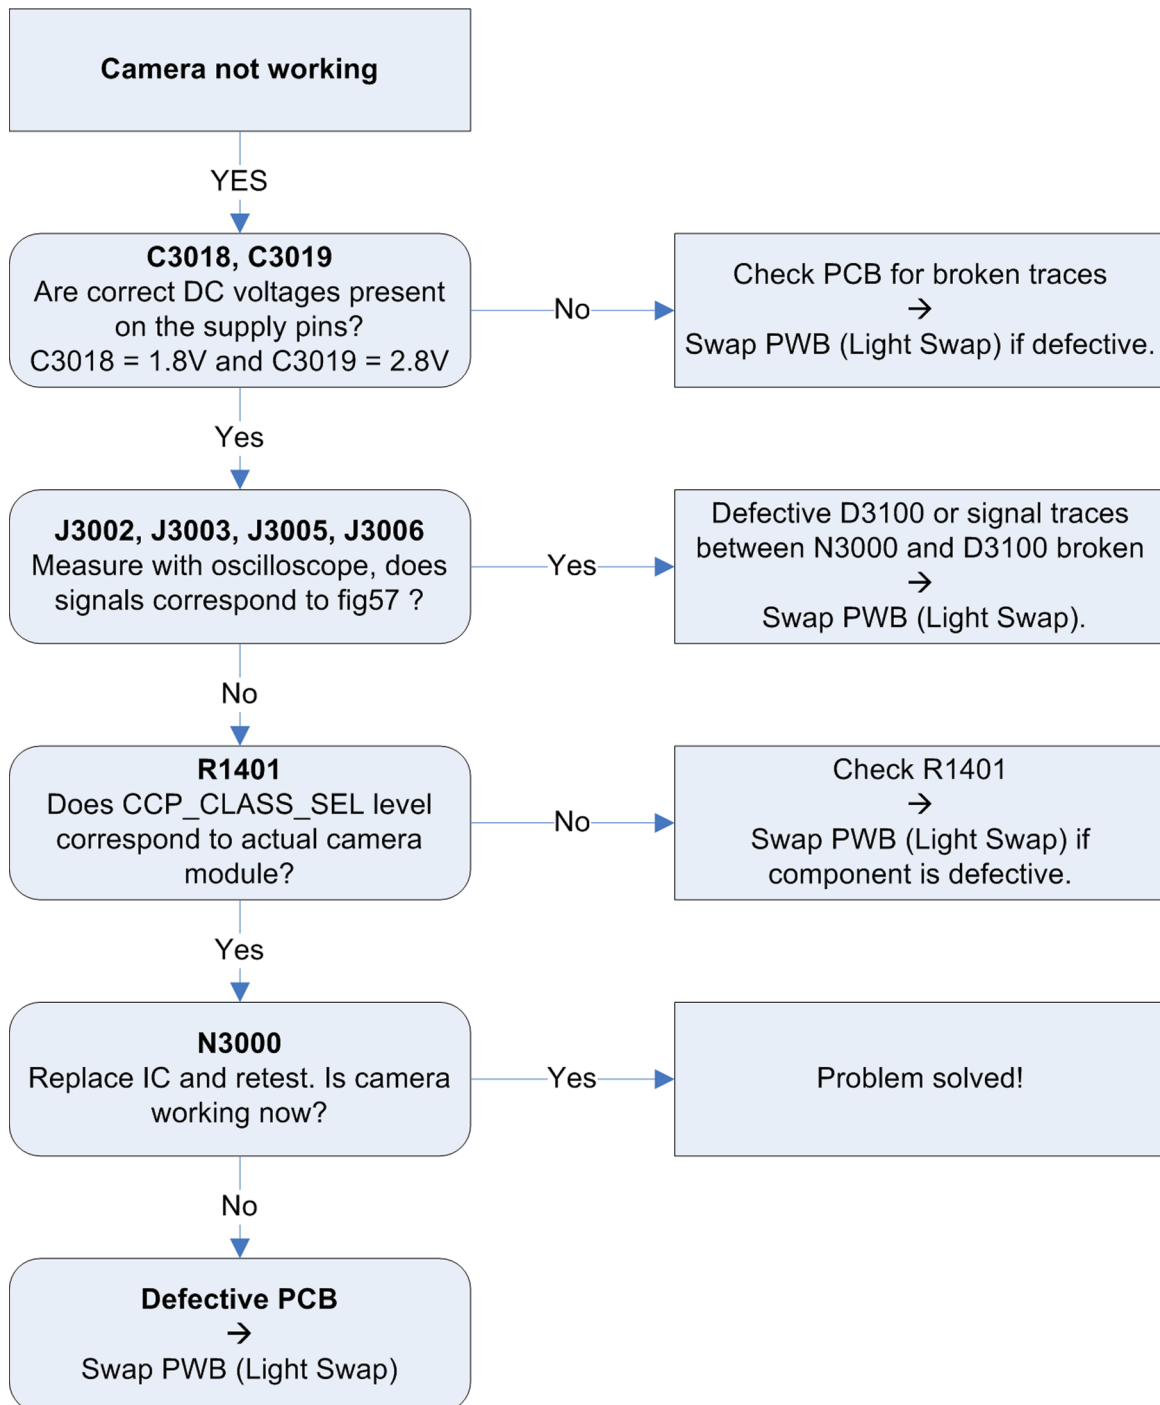 Camera not working
YES
C3018, C3019
Are correct DC voltages present
on the supply pins?
C3018 = 1.8V and C3019 = 2.8V
No
Check PCB for broken traces
→
Swap PWB (Light Swap) if defective.
Yes
J3002, J3003, J3005, J3006
Measure with oscilloscope, does
signals correspond to fig57 ?
Yes
Defective D3100 or signal traces
between N3000 and D3100 broken
→
Swap PWB (Light Swap).
No
R1401
Does CCP_CLASS_SEL level
correspond to actual camera
module?
No
Check R1401
→
Swap PWB (Light Swap) if
component is defective.
Yes
N3000
Replace IC and retest. Is camera
working now?
Yes
Problem solved!
No
Defective PCB
→
Swap PWB (Light Swap)